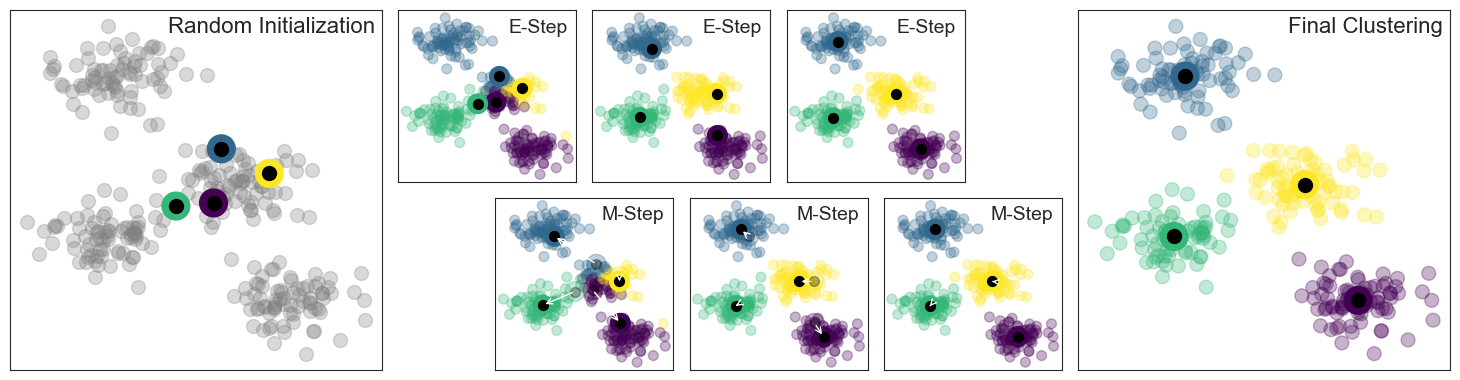 Random Initialization
E-Step
E-Step
E-Step
Final Clustering
M-Step
M-Step
M-Step